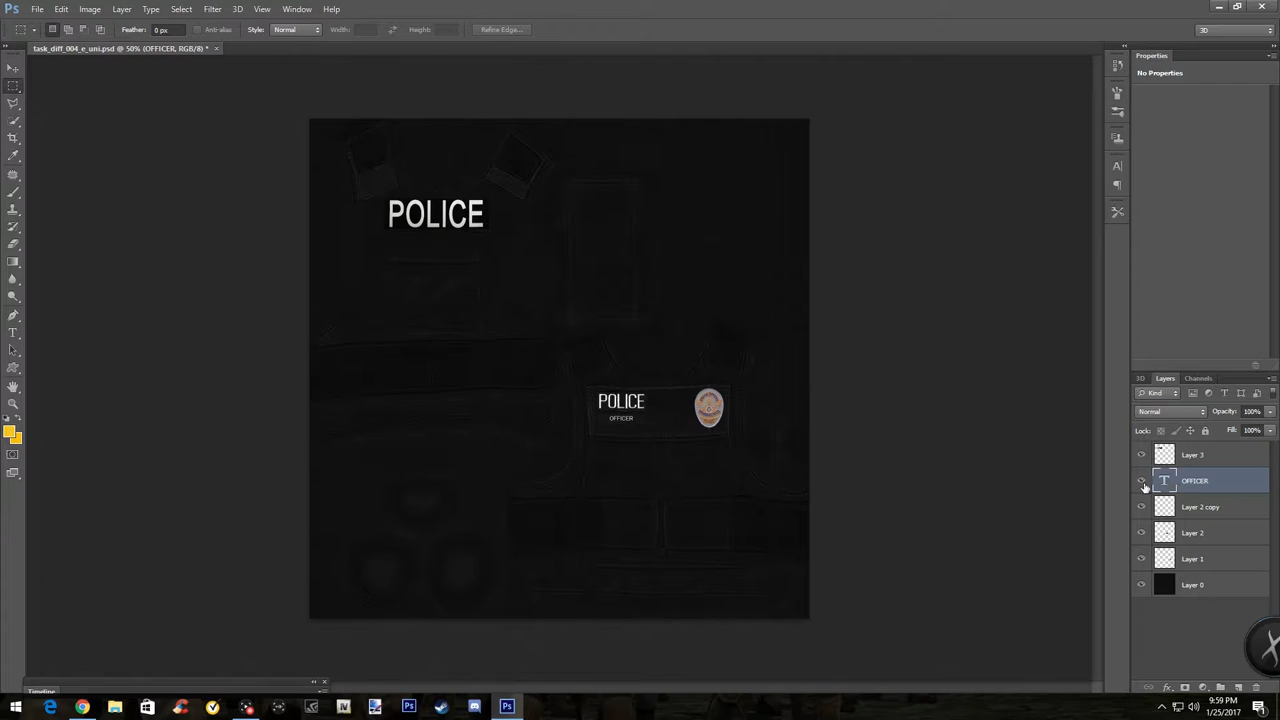 Ps File Edit Image Layer Type Select Filter 3D View Window Help
Feather: 0 px Anti-alias Style: Normal Width: Height: Refine Edge... 3D
task_diff_004_e_uni.psd @ 50% (OFFICER, RGB/8) * ×
Properties
No Properties
POLICE
POLICE
OFFICER
3D Layers Channels
Kind
Normal Opacity: 100%
Lock: Fill: 100%
Layer 3
T OFFICER
Layer 2 copy
Layer 2
Layer 1
Layer 0
Timeline
9:59 PM
1/25/2017